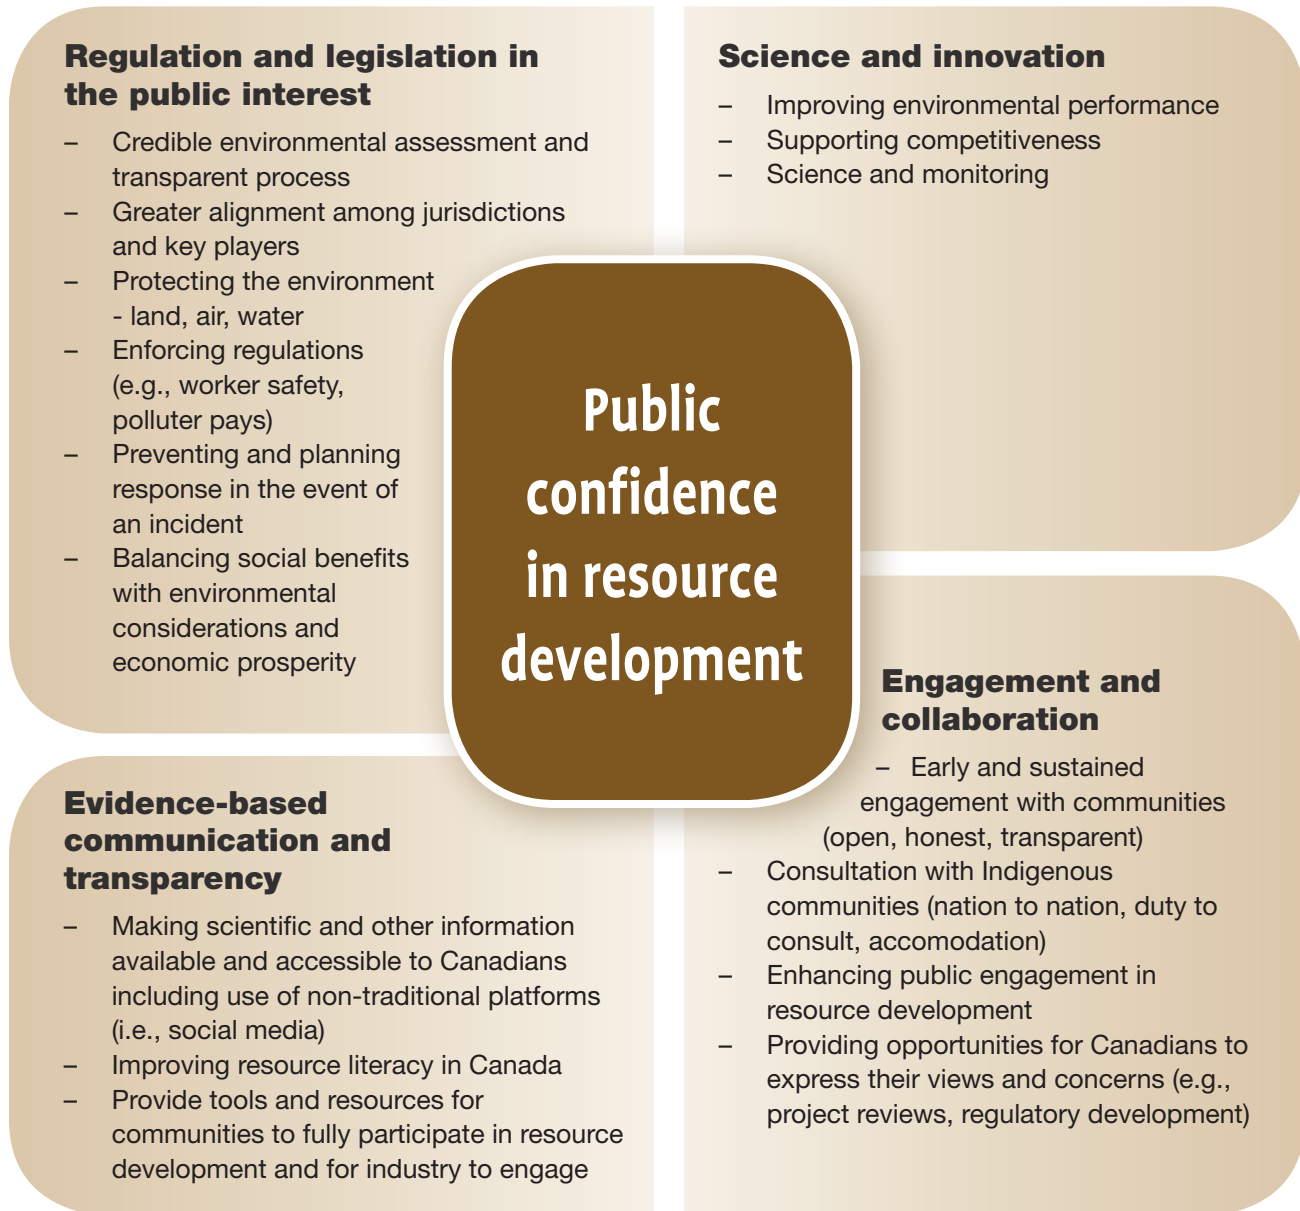 Regulation and legislation in
the public interest
– Credible environmental assessment and
transparent process
– Greater alignment among jurisdictions
and key players
– Protecting the environment
- land, air, water
– Enforcing regulations
(e.g., worker safety,
polluter pays)
– Preventing and planning
response in the event of
an incident
– Balancing social benefits
with environmental
considerations and
economic prosperity
Science and innovation
– Improving environmental performance
– Supporting competitiveness
– Science and monitoring
Public
confidence
in resource
development
Evidence-based
communication and
transparency
– Making scientific and other information
available and accessible to Canadians
including use of non-traditional platforms
(i.e., social media)
– Improving resource literacy in Canada
– Provide tools and resources for
communities to fully participate in resource
development and for industry to engage
Engagement and
collaboration
– Early and sustained
engagement with communities
(open, honest, transparent)
– Consultation with Indigenous
communities (nation to nation, duty to
consult, accomodation)
– Enhancing public engagement in
resource development
– Providing opportunities for Canadians to
express their views and concerns (e.g.,
project reviews, regulatory development)